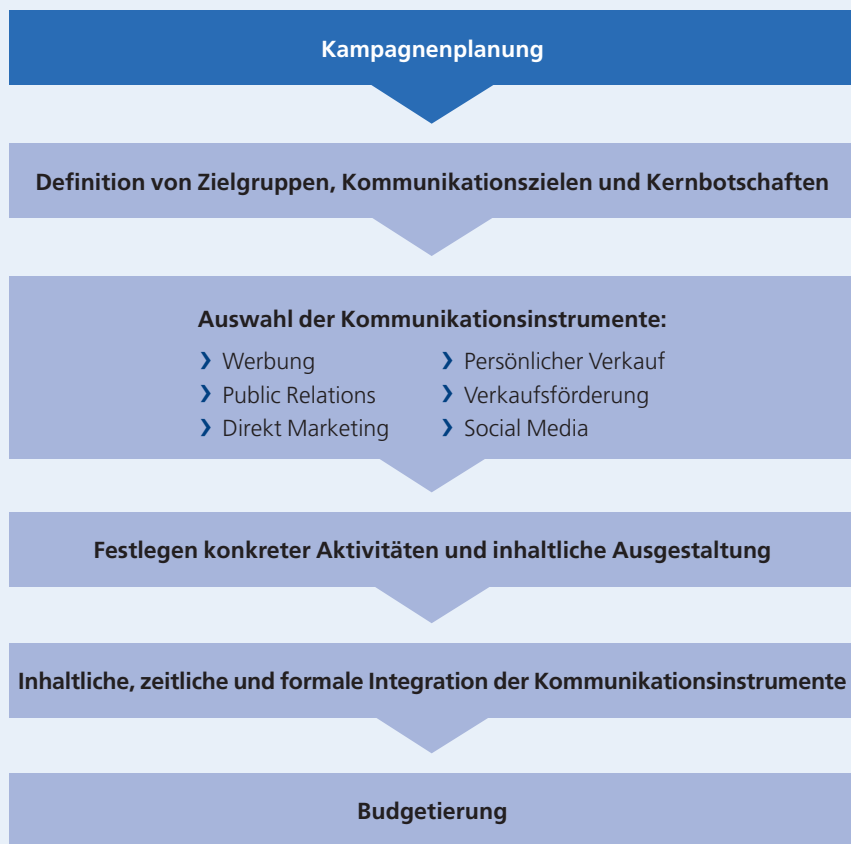 Kampagnenplanung
Definition von Zielgruppen, Kommunikationszielen und Kernbotschaften
Auswahl der Kommunikationsinstrumente:
❯ Werbung
❯ Public Relations
❯ Direkt Marketing
❯ Persönlicher Verkauf
❯ Verkaufsförderung
❯ Social Media
Festlegen konkreter Aktivitäten und inhaltliche Ausgestaltung
Inhaltliche, zeitliche und formale Integration der Kommunikationsinstrumente
Budgetierung